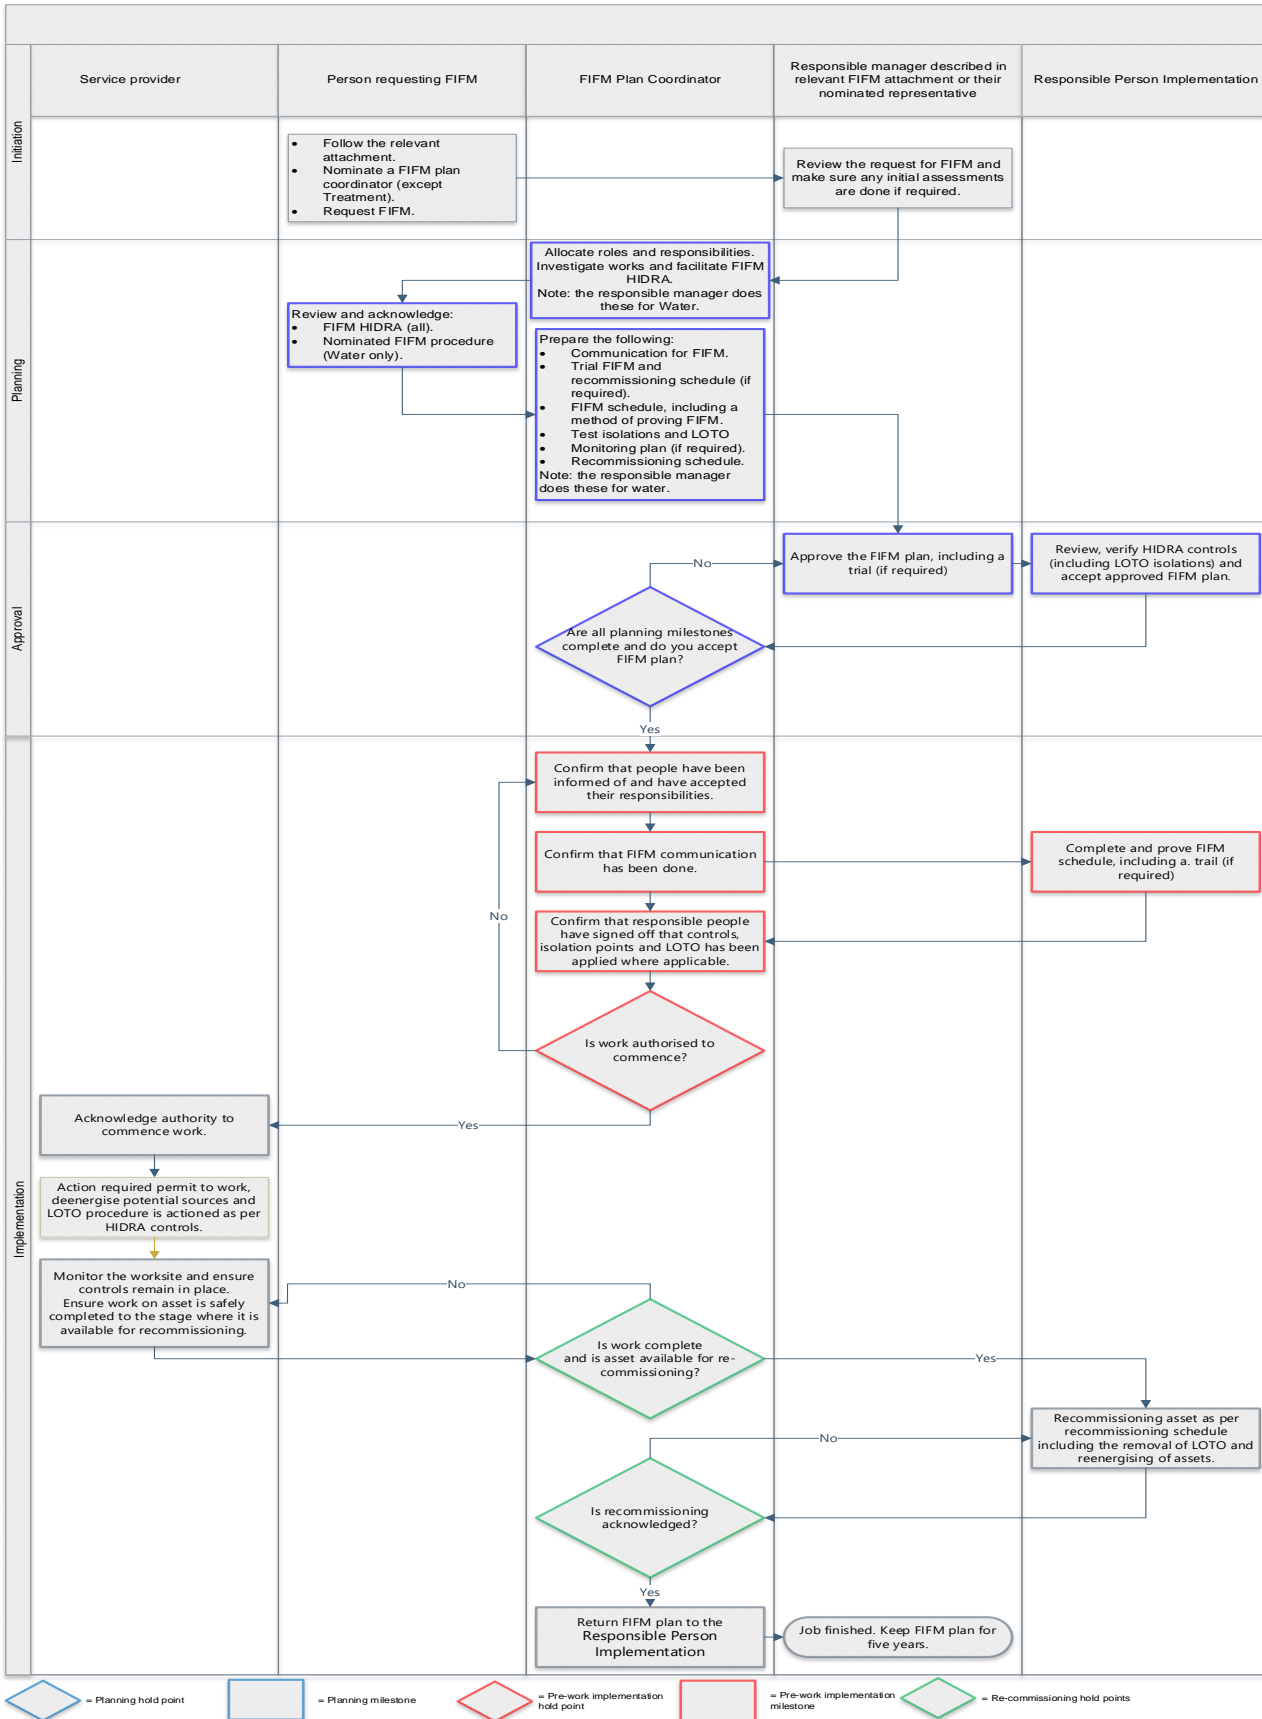 Service provider
Person requesting FIFM
FIFM Plan Coordinator
Responsible manager described in
relevant FIFM attachment or their
nominated representative
Responsible Person Implementation
Initiation
• Follow the relevant
attachment.
• Nominate a FIFM plan
coordinator (except
Treatment).
• Request FIFM.
Review the request for FIFM and
make sure any initial assessments
are done if required.
Planning
Allocate roles and responsibilities.
Investigate works and facilitate FIFM
HIDRA.
Note: the responsible manager does
these for Water.
Review and acknowledge:
• FIFM HIDRA (all).
• Nominated FIFM procedure
(Water only).
Prepare the following:
• Communication for FIFM.
• Trial FIFM and
recommissioning schedule (if
required).
• FIFM schedule, including a
method of proving FIFM.
• Test isolations and LOTO
• Monitoring plan (if required).
• Recommissioning schedule.
Note: the responsible manager
does these for water.
Approval
Approve the FIFM plan, including a
trial (if required)
Review, verify HIDRA controls
(including LOTO isolations) and
accept approved FIFM plan.
No
Are all planning milestones
complete and do you accept
FIFM plan?
Yes
Implementation
Confirm that people have been
informed of and have accepted
their responsibilities.
Confirm that FIFM communication
has been done.
Complete and prove FIFM
schedule, including a. trail (if
required)
No
Confirm that responsible people
have signed off that controls,
isolation points and LOTO has been
applied where applicable.
Is work authorised to
commence?
Yes
Acknowledge authority to
commence work.
Action required permit to work,
deenergise potential sources and
LOTO procedure is actioned as per
HIDRA controls.
Monitor the worksite and ensure
controls remain in place.
Ensure work on asset is safely
completed to the stage where it is
available for recommissioning.
No
Is work complete
and is asset available for re-
commissioning?
Yes
Recommissioning asset as per
recommissioning schedule
including the removal of LOTO and
reenergising of assets.
No
Is recommissioning
acknowledged?
Yes
Return FIFM plan to the
Responsible Person
Implementation
Job finished. Keep FIFM plan for
five years.
= Planning hold point
= Planning milestone
= Pre-work implementation
hold point
= Pre-work implementation
milestone
= Re-commissioning hold points